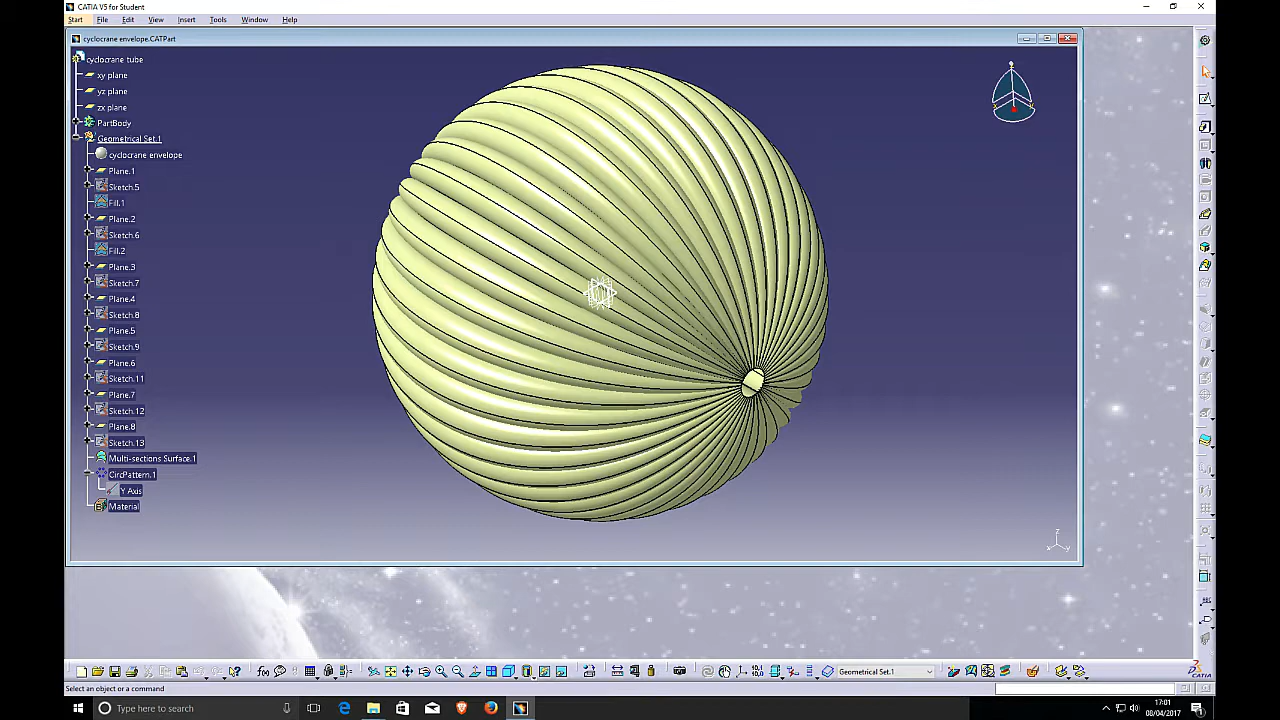 CATIA V5 for Student
Start File Edit View Insert Tools Window Help
cyclocrane envelope.CATPart
cyclocrane tube
xy plane
yz plane
zx plane
PartBody
Geometrical Set.1
cyclocrane envelope
Plane.1
Sketch.5
Fill.1
Plane.2
Sketch.6
Fill.2
Plane.3
Sketch.7
Plane.4
Sketch.8
Plane.5
Sketch.9
Plane.6
Sketch.11
Plane.7
Sketch.12
Plane.8
Sketch.13
Multi-sections Surface.1
CircPattern.1
Y Axis
Material
z
x y
Geometrical Set.1
CATIA
Select an object or a command
Type here to search
17:01
08/04/2017